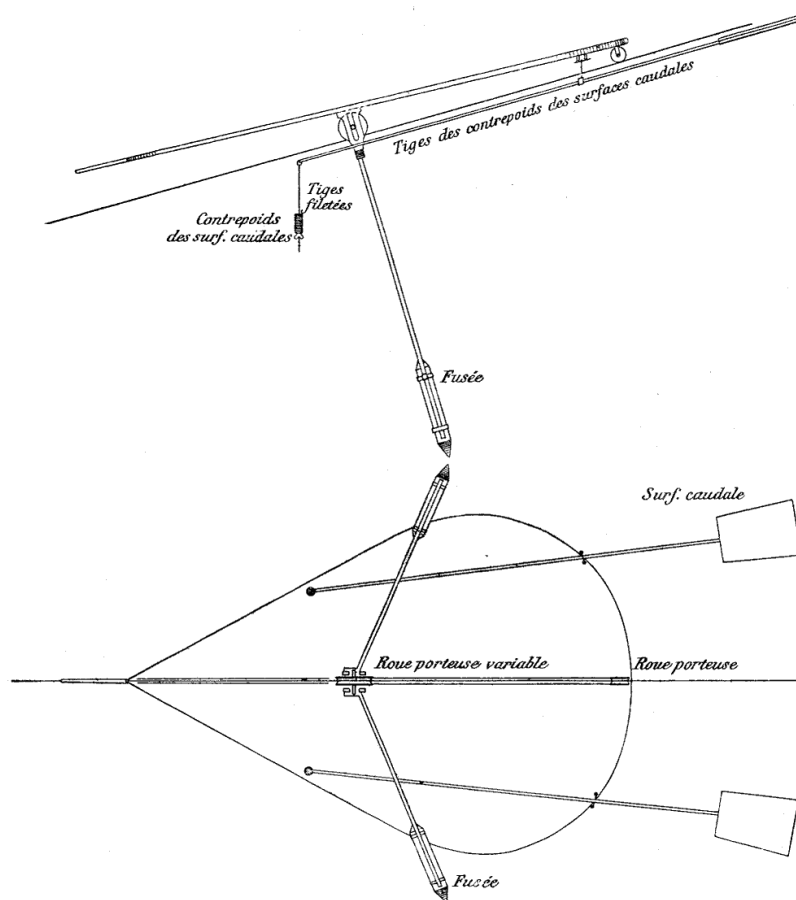 Tiges des contrepoids des surfaces caudales
Tiges
filetées
Contrepoids
des surf. caudales
Fusée
Surf. caudale
Roue porteuse variable
Roue porteuse
Fusée